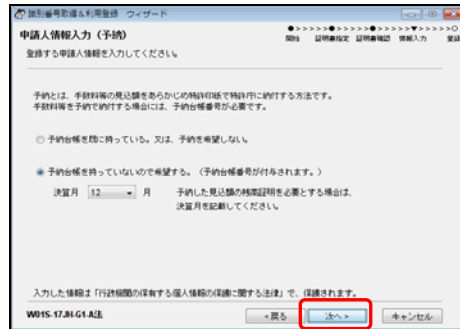 識別番号取得&利用登録 ウィザード
申請人情報入力(予納)
●>>>>>●>>>>>●>>>>>▼>>>>>○
開始 証明書指定 証明書確認 情報入力 登録
登録する申請人情報を入力してください。
予納とは、手数料等の見込額をあらかじめ特許印紙で特許庁に納付する方法です。
手数料等を予納で納付する場合には、予納台帳番号が必要です。
予納台帳を既に持っている。又は、予納を希望しない。
予納台帳を持っていないので希望する。(予納台帳番号が付与されます。)
決算月 12 月 予納した見込額の残高証明を必要とする場合は、
決算月を記載してください。
入力した情報は「行政機関の保有する個人情報の保護に関する法律」で、保護されます。
<戻る 次へ> キャンセル